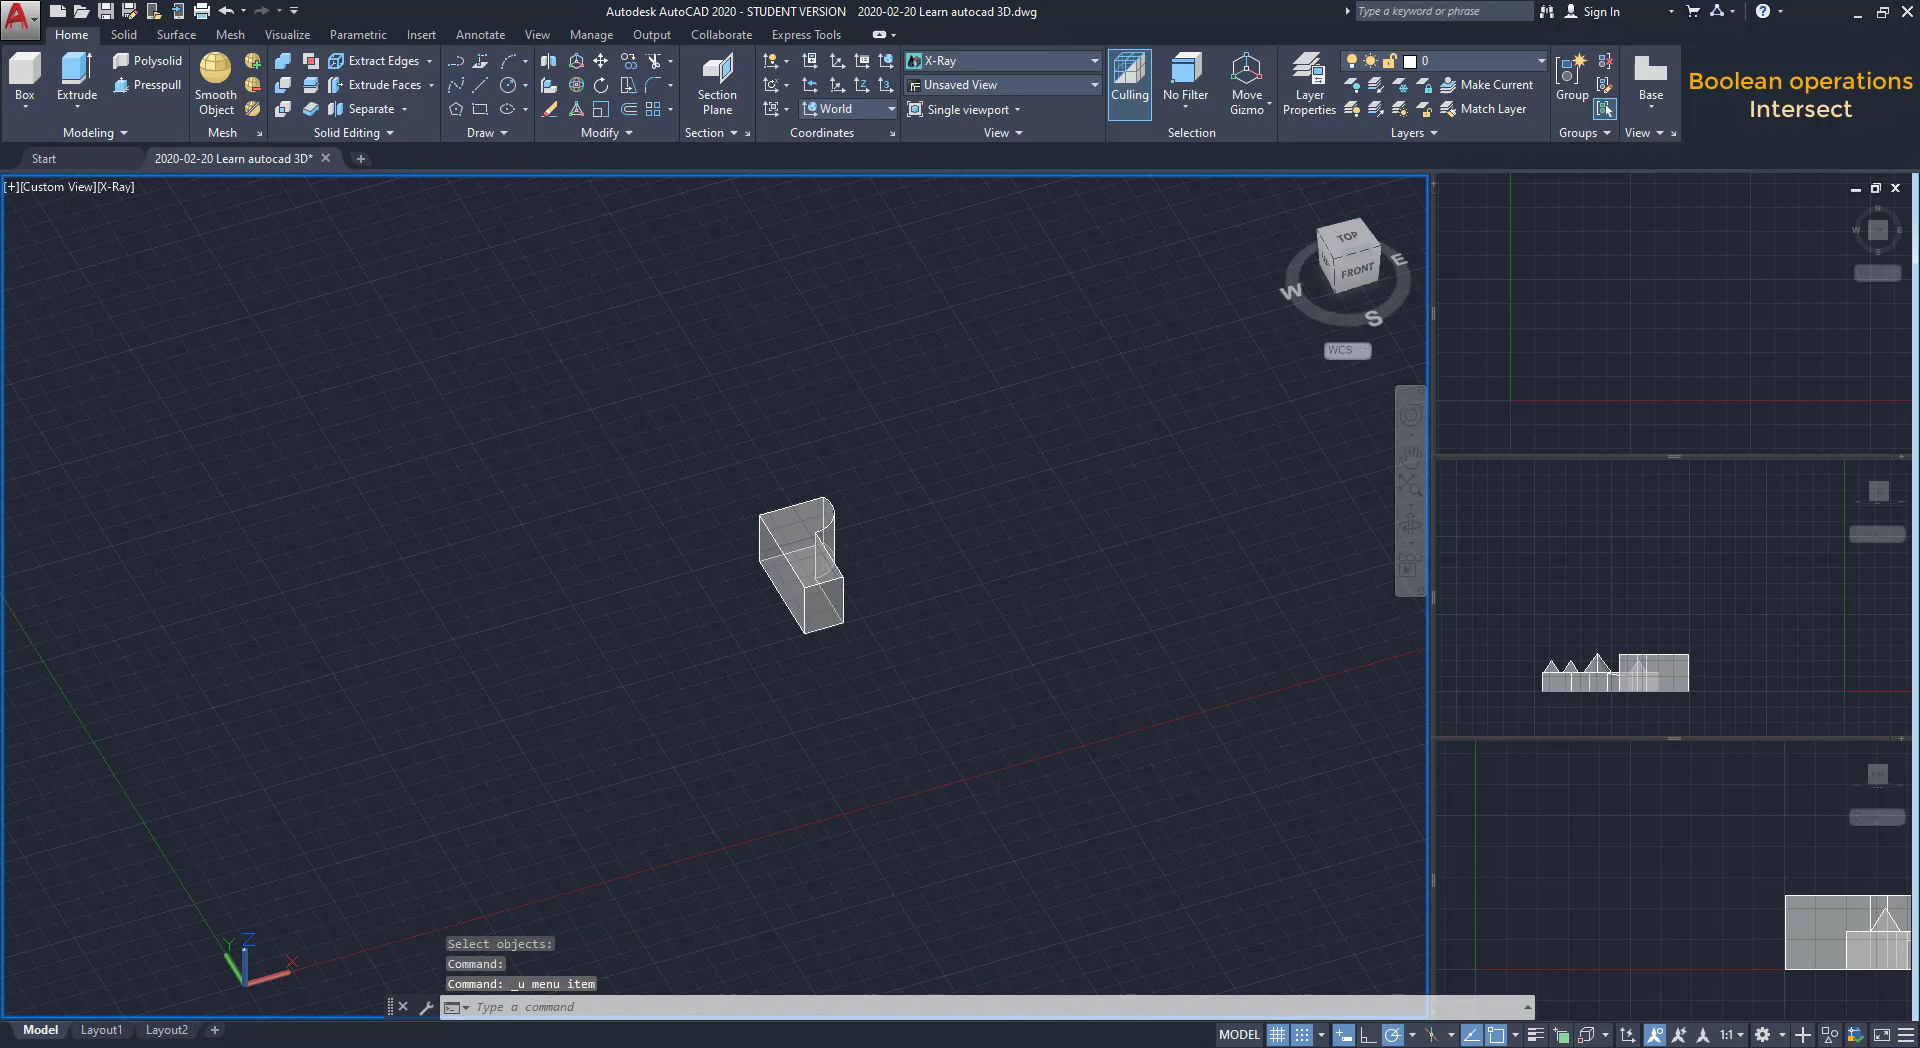 Autodesk AutoCAD 2020 - STUDENT VERSION 2020-02-20 Learn autocad 3D.dwg
Type a keyword or phrase
Sign In
Home Solid Surface Mesh Visualize Parametric Insert Annotate View Manage Output Collaborate Express Tools
Box
Extrude
Polysolid
Presspull
Modeling
Smooth
Object
Mesh
Extract Edges
Extrude Faces
Separate
Solid Editing
Draw
Modify
Section
Plane
Section
World
Coordinates
X-Ray
Unsaved View
Single viewport
View
Culling
No Filter
Move
Gizmo
Selection
Layer
Properties
0
Make Current
Match Layer
Layers
Group
Groups
Base
View
Boolean operations
Intersect
Start
2020-02-20 Learn autocad 3D*
[+][Custom View][X-Ray]
TOP
FRONT
W
E
S
WCS
N
W
E
S
Y
Z
X
Select objects:
Command:
Command: _u menu item
Type a command
Model Layout1 Layout2
MODEL
1:1